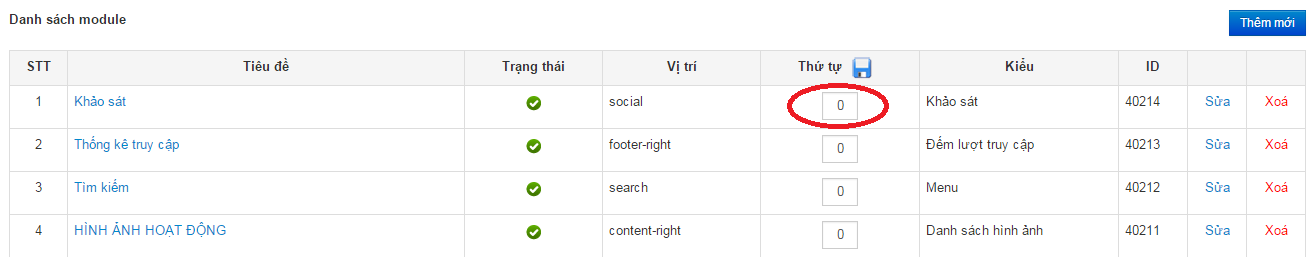 Danh sách module
Thêm mới
STT Tiêu đề Trạng thái Vị trí Thứ tự Kiểu ID
1 Khảo sát social 0 Khảo sát 40214 Sửa Xoá
2 Thống kê truy cập footer-right 0 Đếm lượt truy cập 40213 Sửa Xoá
3 Tìm kiếm search 0 Menu 40212 Sửa Xoá
4 HÌNH ẢNH HOẠT ĐỘNG content-right 0 Danh sách hình ảnh 40211 Sửa Xoá